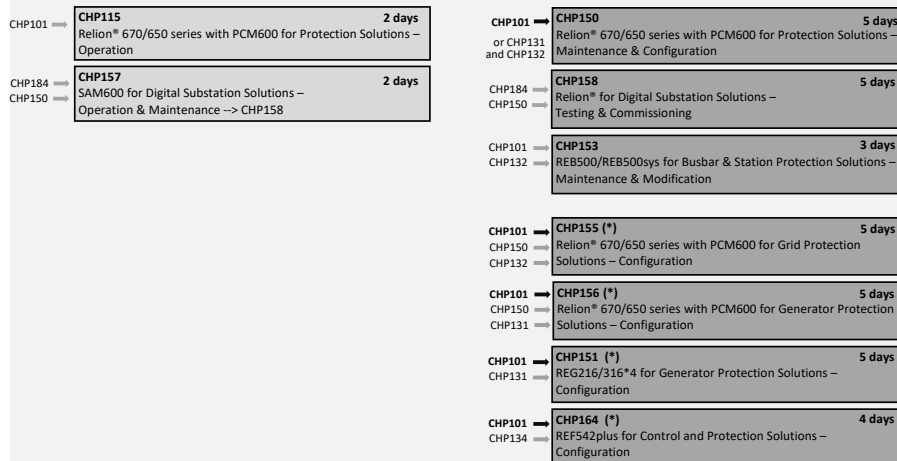 CHP101
CHP115 2 days
Relion® 670/650 series with PCM600 for Protection Solutions –
Operation
CHP184
CHP150
CHP157 2 days
SAM600 for Digital Substation Solutions –
Operation & Maintenance --> CHP158
CHP101
or CHP131
and CHP132
CHP150 5 days
Relion® 670/650 series with PCM600 for Protection Solutions –
Maintenance & Configuration
CHP184
CHP150
CHP158 5 days
Relion® for Digital Substation Solutions –
Testing & Commissioning
CHP101
CHP132
CHP153 3 days
REB500/REB500sys for Busbar & Station Protection Solutions –
Maintenance & Modification
CHP101
CHP150
CHP132
CHP155 (*) 5 days
Relion® 670/650 series with PCM600 for Grid Protection
Solutions – Configuration
CHP101
CHP150
CHP131
CHP156 (*) 5 days
Relion® 670/650 series with PCM600 for Generator Protection
Solutions – Configuration
CHP101
CHP131
CHP151 (*) 5 days
REG216/316*4 for Generator Protection Solutions –
Configuration
CHP101
CHP134
CHP164 (*) 4 days
REF542plus for Control and Protection Solutions –
Configuration